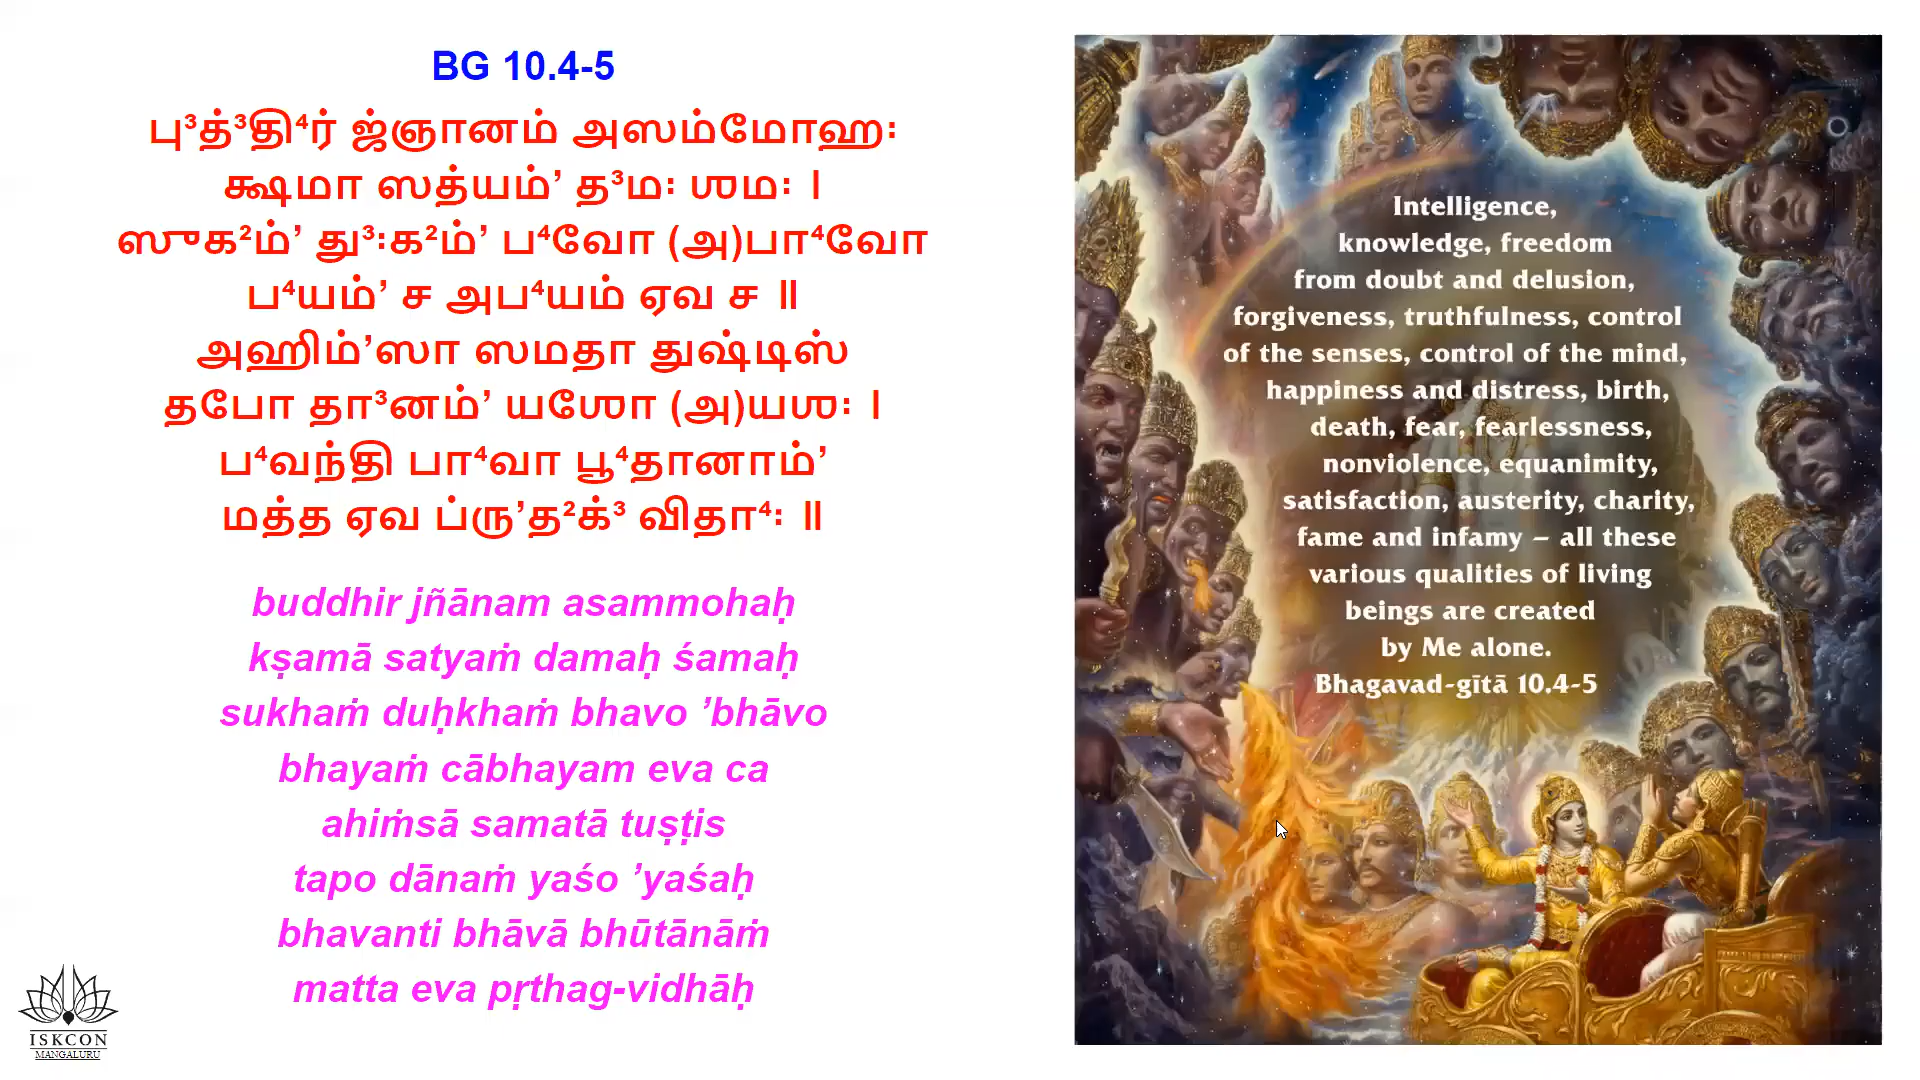 BG 10.4-5
பு³த்³தி⁴ர் ஜ்ஞானம் அஸம்மோஹ꞉
க்ஷமா ஸத்யம்ʼ த³ம꞉ ஶம꞉ |
ஸுக²ம்ʼ து³꞉க²ம்ʼ ப⁴வோ (அ)பா⁴வோ
ப⁴யம்ʼ ச அப⁴யம் ஏவ ச ||
அஹிம்ʼஸா ஸமதா துஷ்டிஸ்
தபோ தா³னம்ʼ யஶோ (அ)யஶ꞉ |
ப⁴வந்தி பா⁴வா பூ⁴தானாம்ʼ
மத்த ஏவ ப்ருʼத²க்³ விதா⁴꞉ ||
buddhir jñānam asammohaḥ
kṣamā satyaṁ damaḥ śamaḥ
sukhaṁ duḥkhaṁ bhavo ’bhāvo
bhayaṁ cābhayam eva ca
ahiṁsā samatā tuṣṭis
tapo dānaṁ yaśo ’yaśaḥ
bhavanti bhāvā bhūtānāṁ
matta eva pṛthag-vidhāḥ
ISKCON
MANGALURU
Intelligence,
knowledge, freedom
from doubt and delusion,
forgiveness, truthfulness, control
of the senses, control of the mind,
happiness and distress, birth,
death, fear, fearlessness,
nonviolence, equanimity,
satisfaction, austerity, charity,
fame and infamy – all these
various qualities of living
beings are created
by Me alone.
Bhagavad-gītā 10.4-5